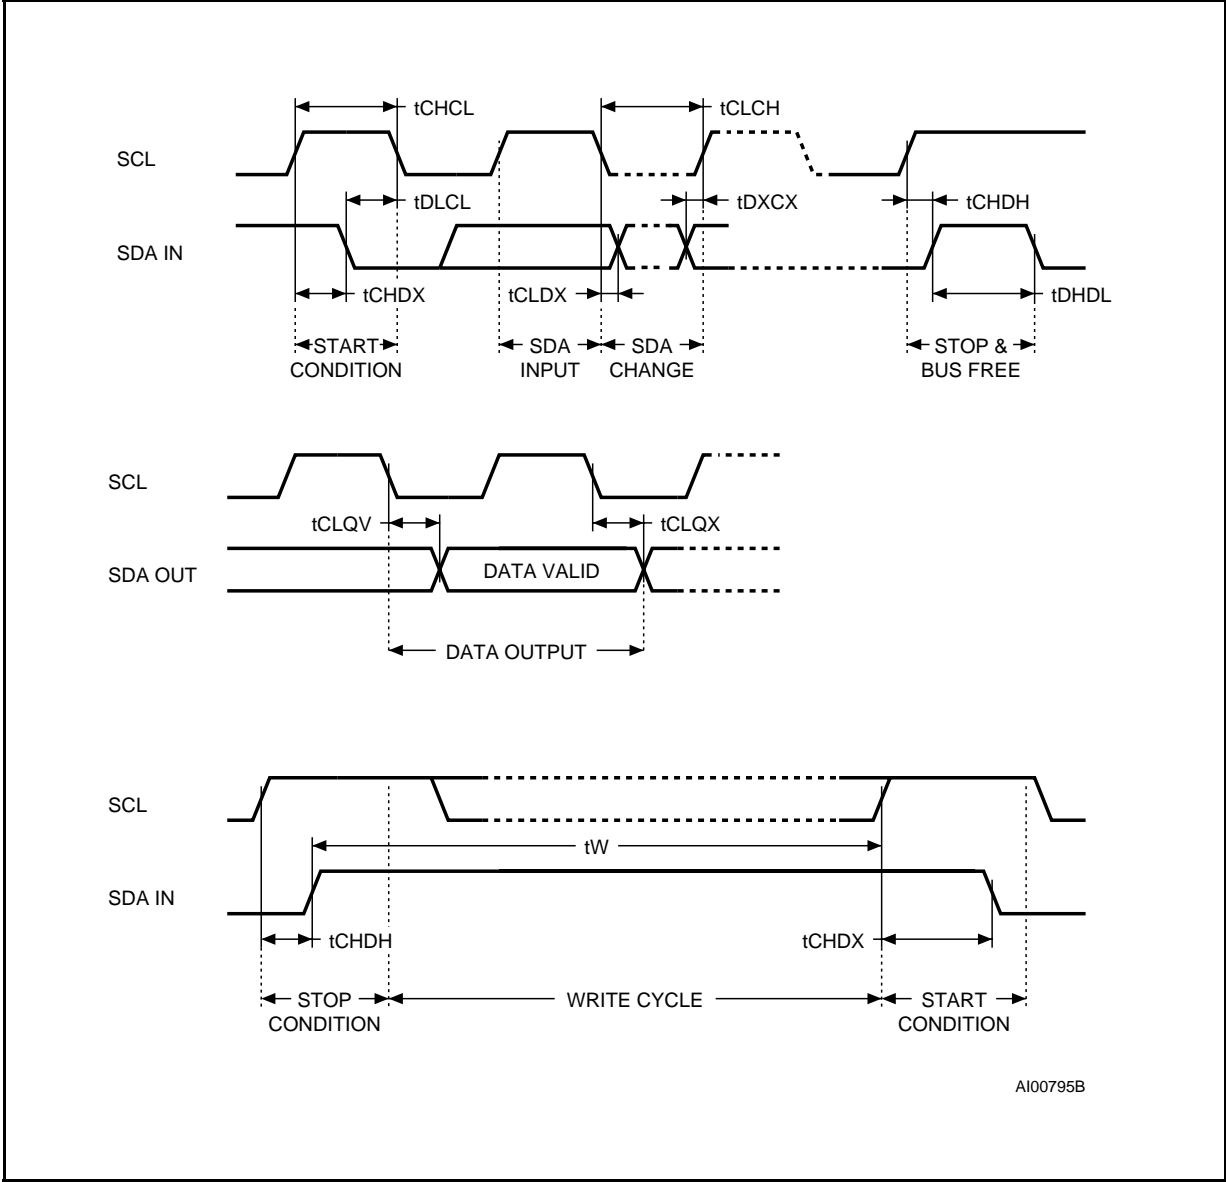 tCHCL
tCLCH
SCL
tDLCL
tDXCX
tCHDH
SDA IN
tCHDX
tCLDX
tDHDL
START
CONDITION
SDA
INPUT
SDA
CHANGE
STOP &
BUS FREE
SCL
tCLQV
tCLQX
SDA OUT
DATA VALID
DATA OUTPUT
SCL
tW
SDA IN
tCHDH
tCHDX
STOP
CONDITION
WRITE CYCLE
START
CONDITION
AI00795B